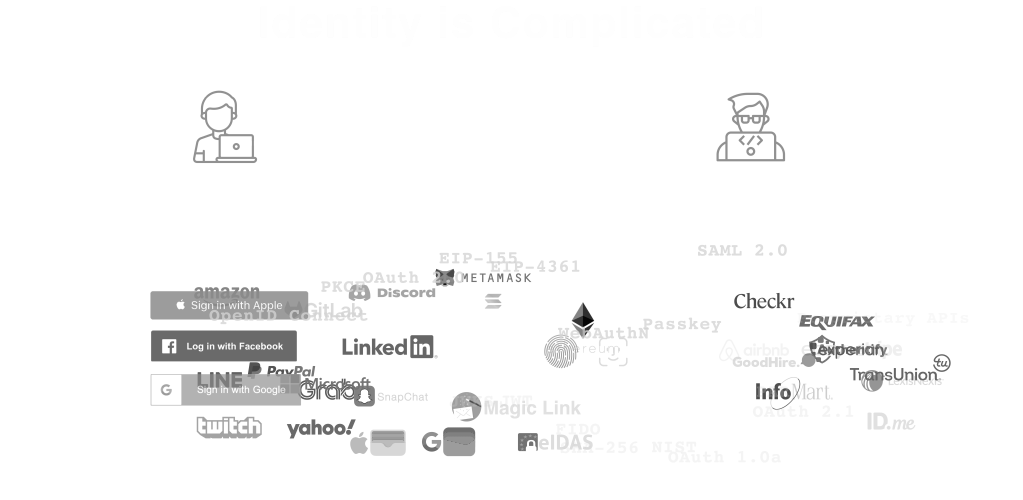 Identity is Complicated
SAML 2.0
EIP-155
EIP-4361
OAuth
METAMASK
PKCE
amazon
Discord
Sign in with Apple
GitLab
OpenID Connect
Checkr
EQUIFAX
APIs
Passkey
WebAuthN
Log in with Facebook
LinkedIn
airbnb
GoodHire.
Experian
PayPal
LINE
Microsoft
Grab
TransUnion
LexisNexis
G Sign in with Google
SnapChat
InfoMart.
JWT
Magic Link
OAuth 2.1
ID.me
twitch
yahoo!
FIDO
G
eIDAS
NIST
OAuth 1.0a